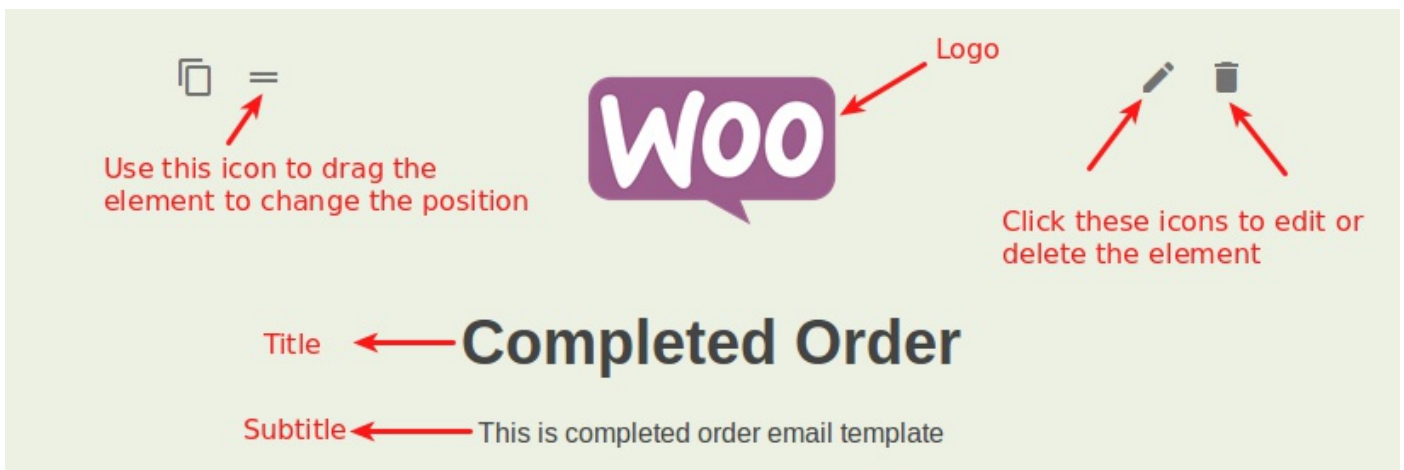 Logo
Woo
Use this icon to drag the
element to change the position
Click these icons to edit or
delete the element
Title
Completed Order
Subtitle
This is completed order email template